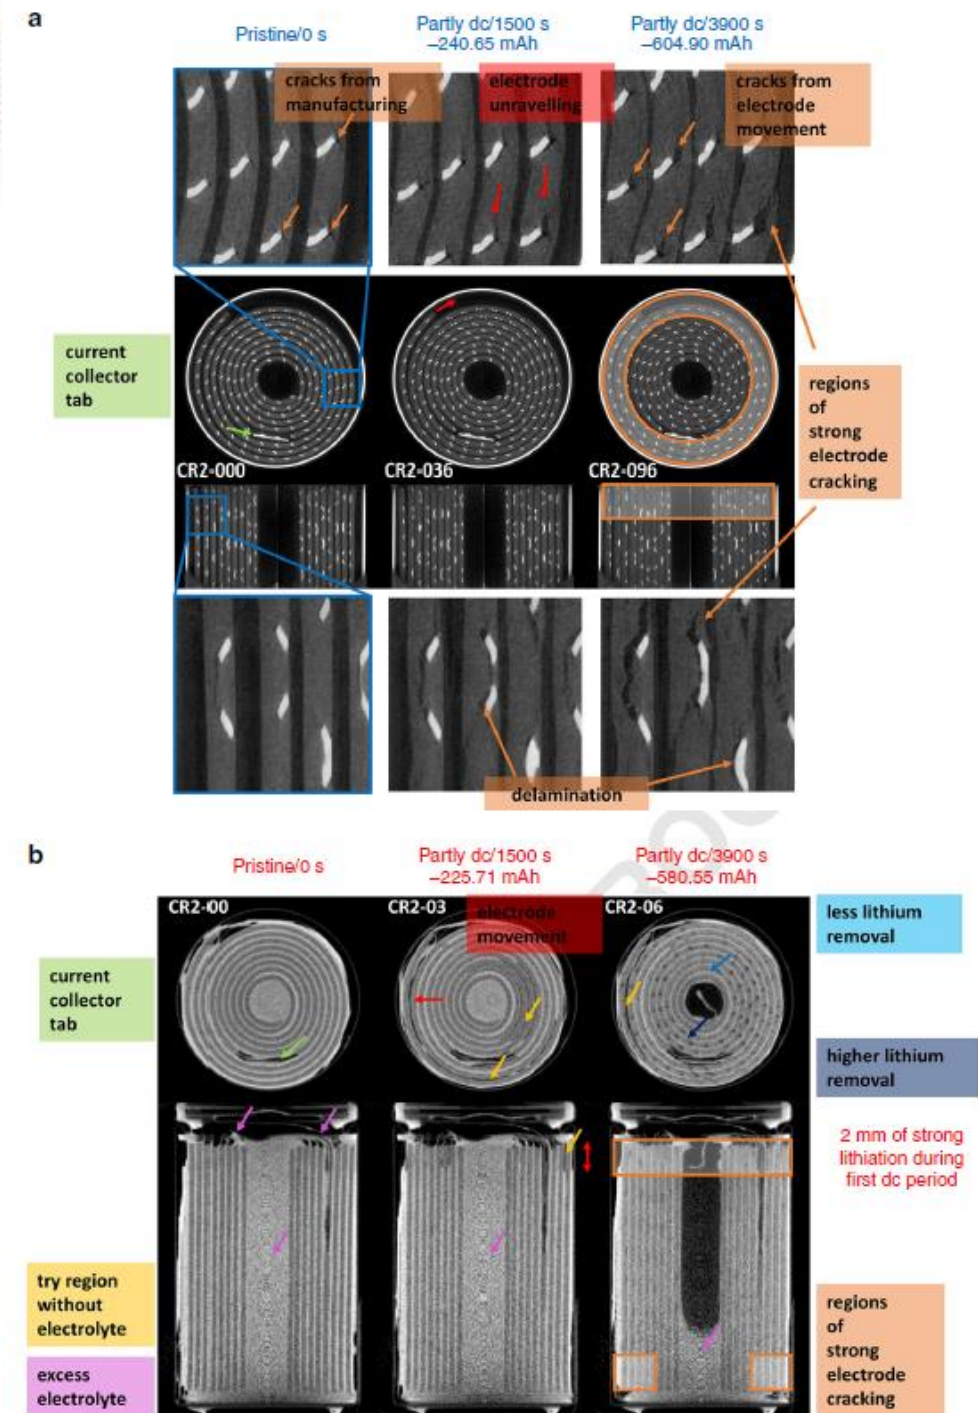 a
Pristine/0 s
Partly dc/1500 s
–240.65 mAh
Partly dc/3900 s
–604.90 mAh
cracks from
manufacturing
electrode
unravelling
cracks from
electrode
movement
current
collector
tab
regions
of
strong
electrode
cracking
CR2-000
CR2-036
CR2-096
delamination
b
Pristine/0 s
Partly dc/1500 s
–225.71 mAh
Partly dc/3900 s
–580.55 mAh
CR2-00
CR2-03
CR2-06
electrode
movement
less lithium
removal
current
collector
tab
higher lithium
removal
2 mm of strong
lithiation during
first dc period
try region
without
electrolyte
excess
electrolyte
regions
of
strong
electrode
cracking